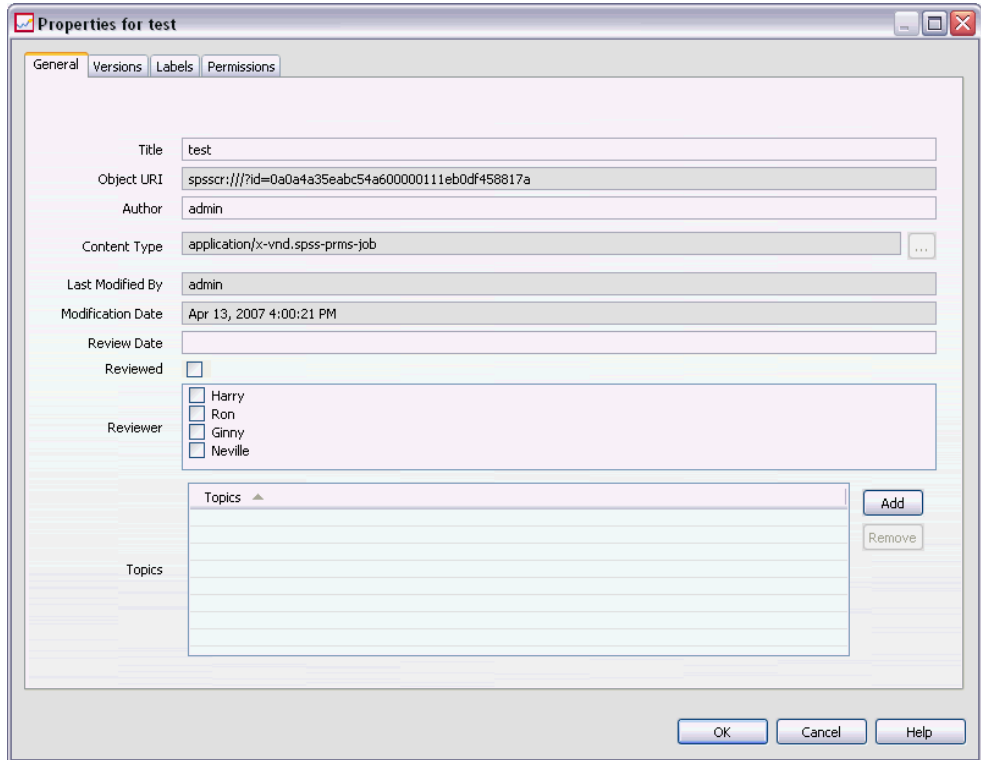 Properties for test
General Versions Labels Permissions
Title test
Object URI spsscr:///?id=0a0a4a35eabc54a600000111eb0df458817a
Author admin
Content Type application/x-vnd.spss-prms-job ...
Last Modified By admin
Modification Date Apr 13, 2007 4:00:21 PM
Review Date
Reviewed
Reviewer
Harry
Ron
Ginny
Neville
Topics
Topics
Add
Remove
OK Cancel Help